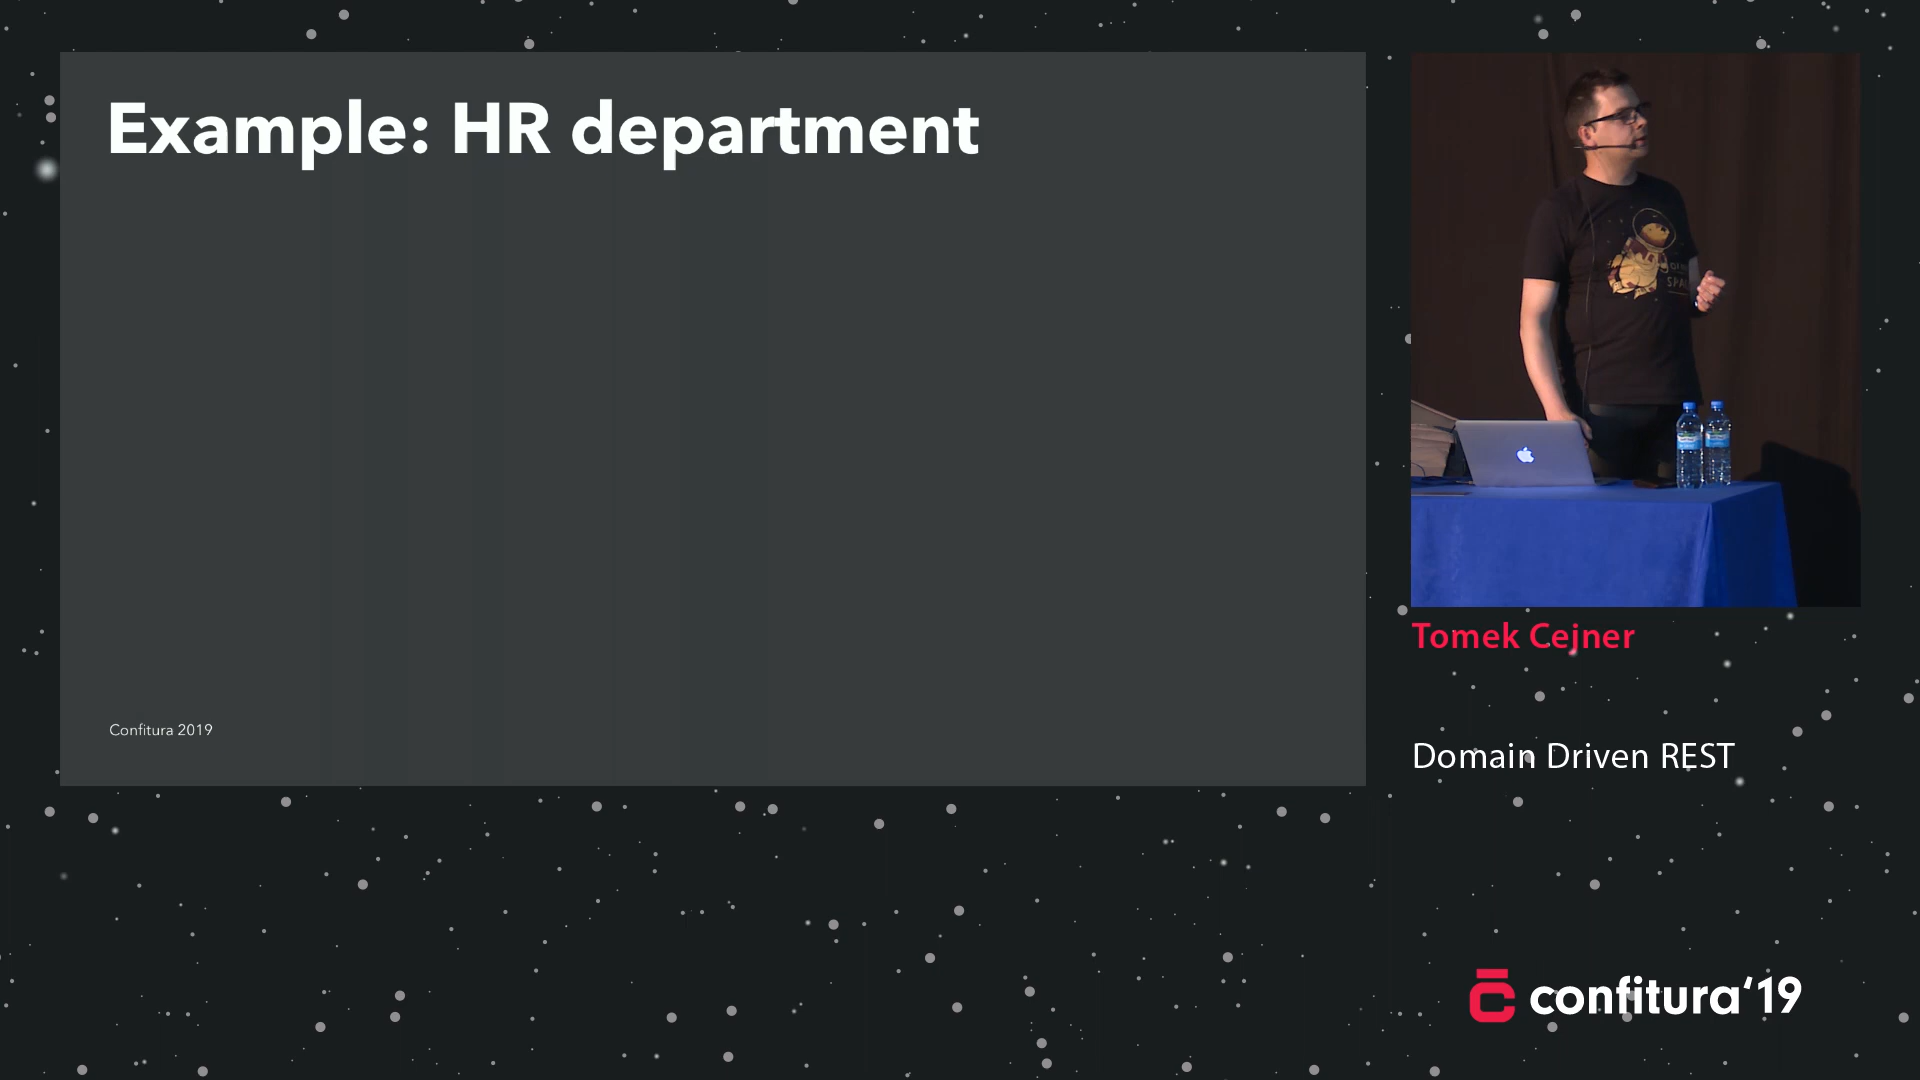 Example: HR department
Confitura 2019
Tomek Cejner
Domain Driven REST
confitura‘19